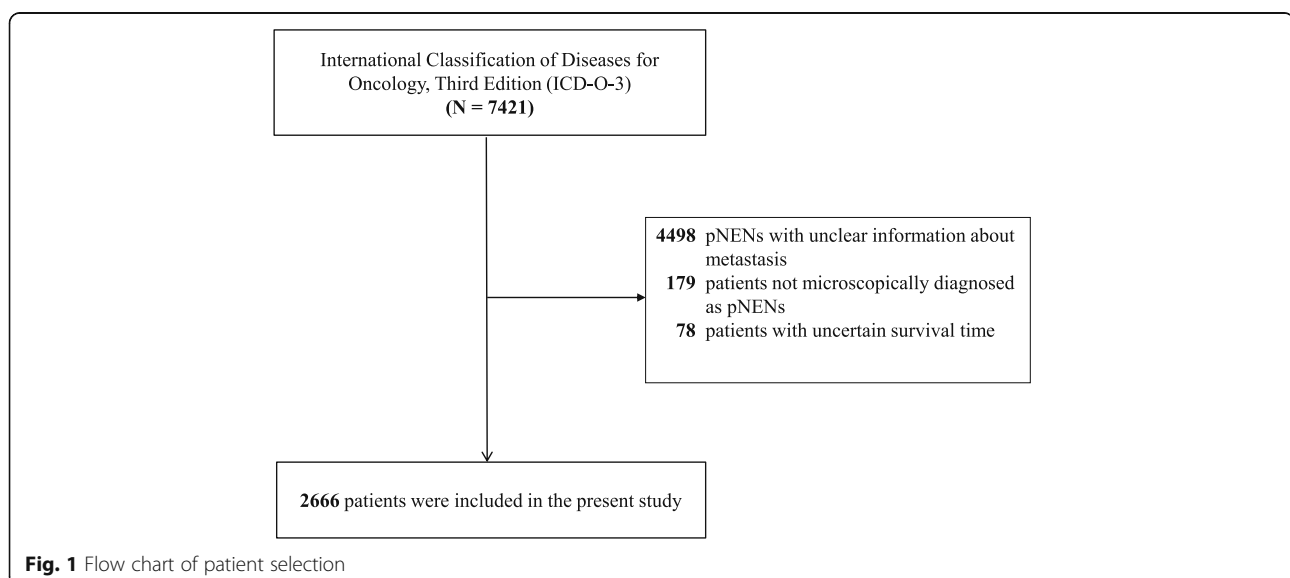 International Classification of Diseases for
Oncology, Third Edition (ICD-O-3)
(N = 7421)
4498 pNENs with unclear information about
metastasis
179 patients not microscopically diagnosed
as pNENs
78 patients with uncertain survival time
2666 patients were included in the present study
Fig. 1 Flow chart of patient selection